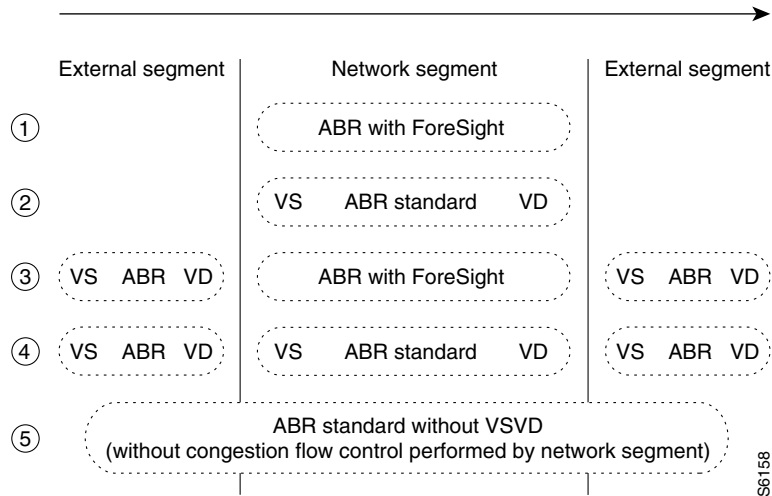 External segment Network segment External segment
1 ABR with ForeSight
2 VS ABR standard VD
3 VS ABR VD ABR with ForeSight VS ABR VD
4 VS ABR VD VS ABR standard VD VS ABR VD
5 ABR standard without VSVD
(without congestion flow control performed by network segment)
S6158